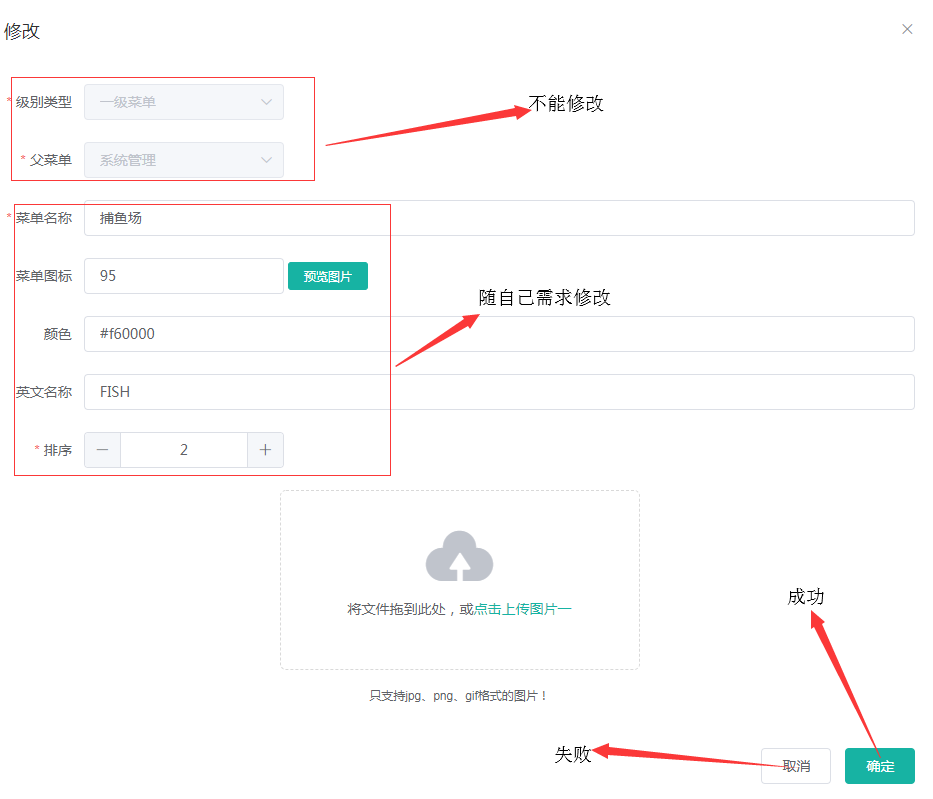 修改
* 级别类型 一级菜单
不能修改
* 父菜单 系统管理
* 菜单名称 捕鱼场
菜单图标 95 预览图片
随自己需求修改
颜色 #f60000
英文名称 FISH
* 排序 2
将文件拖到此处，或点击上传图片一
成功
只支持jpg、png、gif格式的图片！
失败
取消 确定